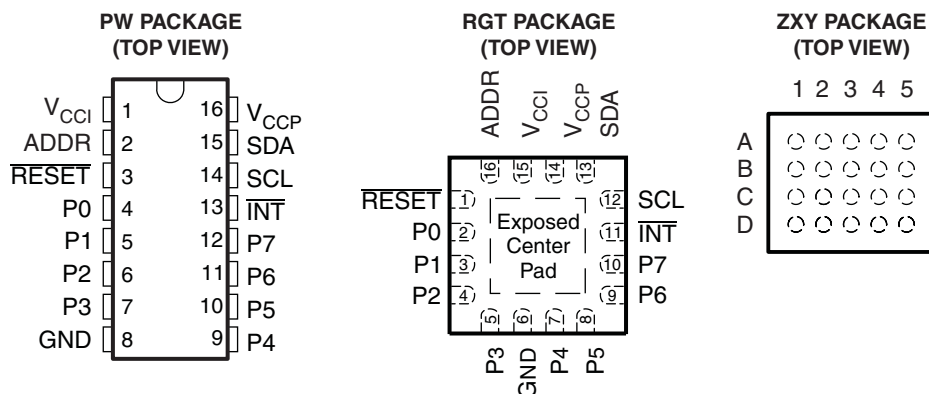 PW PACKAGE
(TOP VIEW)
VCCI 1 16 VCCP
ADDR 2 15 SDA
RESET 3 14 SCL
P0 4 13 INT
P1 5 12 P7
P2 6 11 P6
P3 7 10 P5
GND 8 9 P4
RGT PACKAGE
(TOP VIEW)
ADDR VCCI VCCP SDA
16 15 14 13
RESET 1 12 SCL
P0 2 11 INT
P1 3 10 P7
P2 4 9 P6
Exposed
Center
Pad
5 6 7 8
P3 GND P4 P5
ZXY PACKAGE
(TOP VIEW)
1 2 3 4 5
A
B
C
D